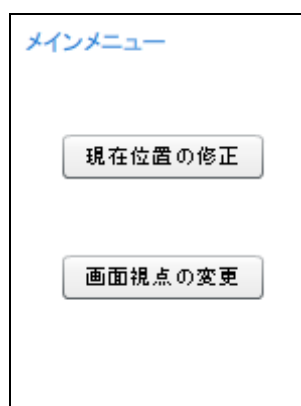 メインメニュー
現在位置の修正
画面視点の変更